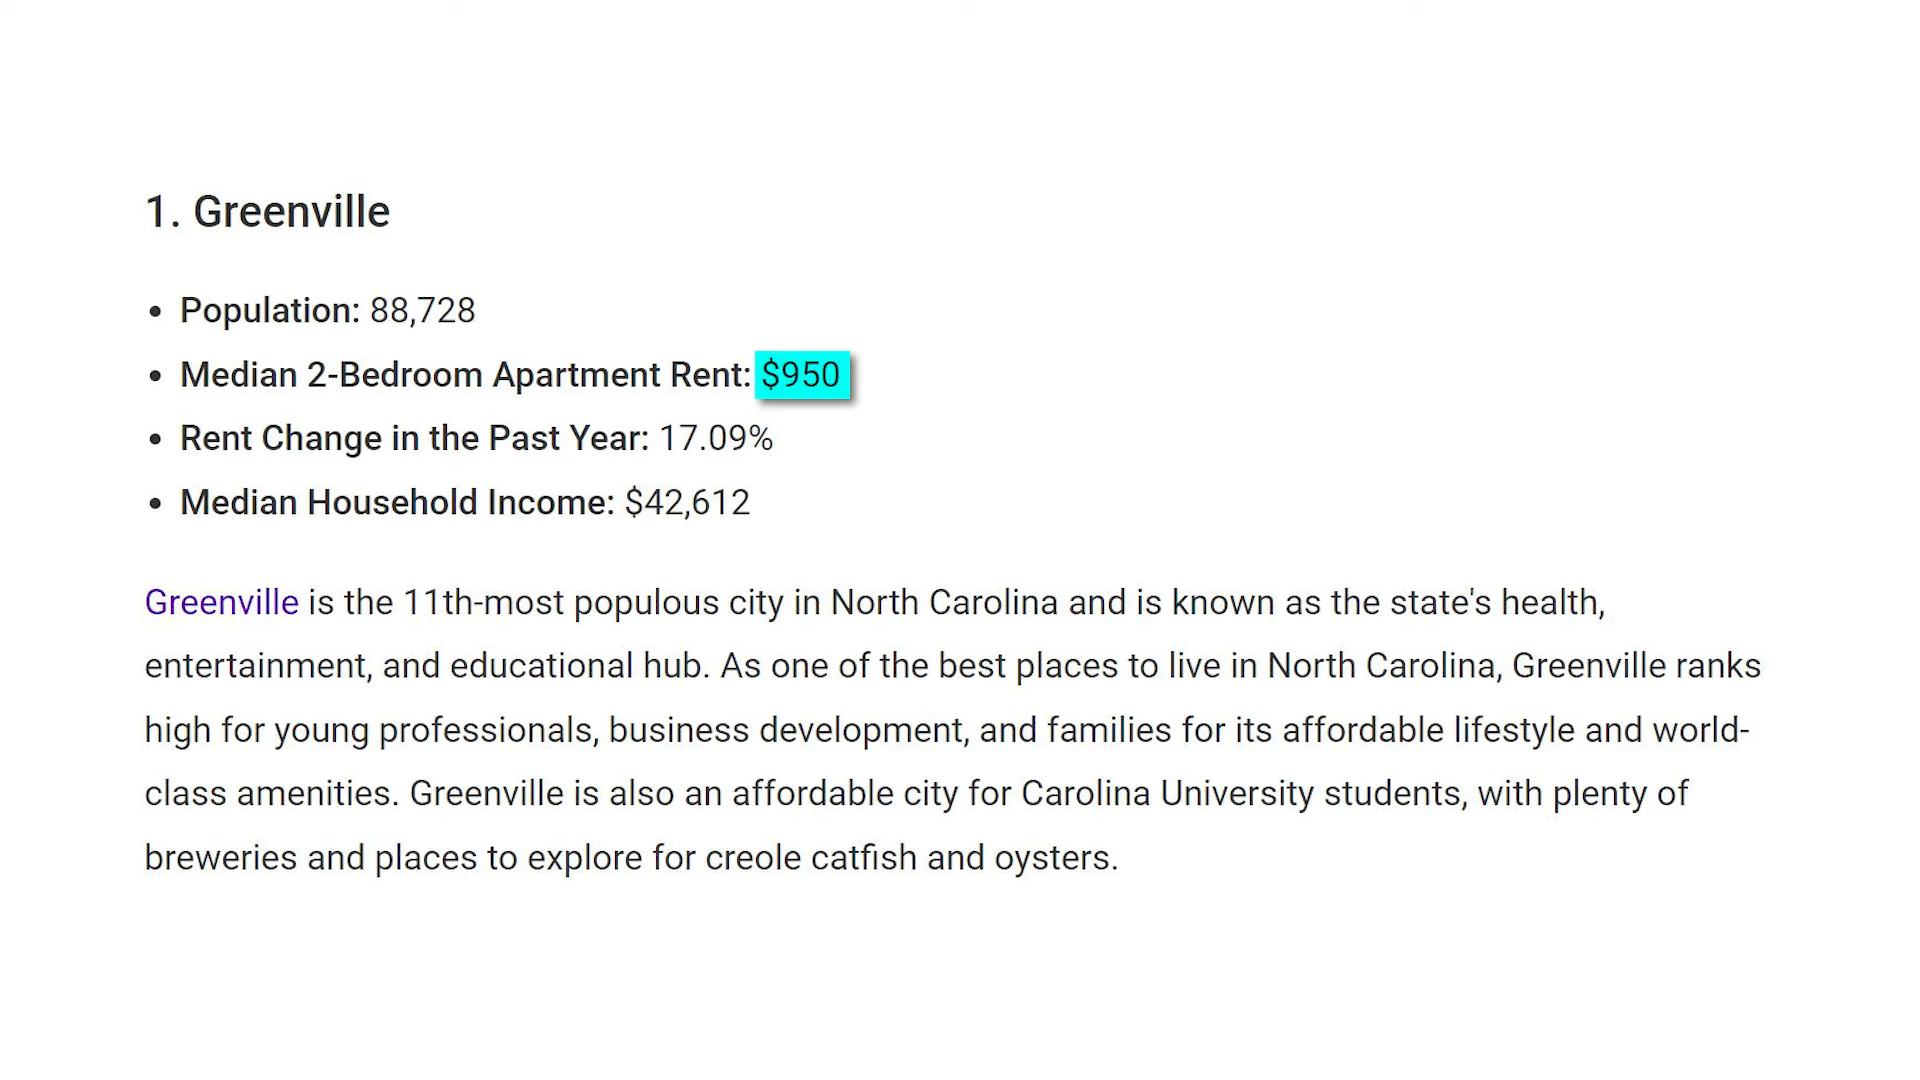 1. Greenville
• Population: 88,728
• Median 2-Bedroom Apartment Rent: $950
• Rent Change in the Past Year: 17.09%
• Median Household Income: $42,612
Greenville is the 11th-most populous city in North Carolina and is known as the state's health,
entertainment, and educational hub. As one of the best places to live in North Carolina, Greenville ranks
high for young professionals, business development, and families for its affordable lifestyle and world-
class amenities. Greenville is also an affordable city for Carolina University students, with plenty of
breweries and places to explore for creole catfish and oysters.